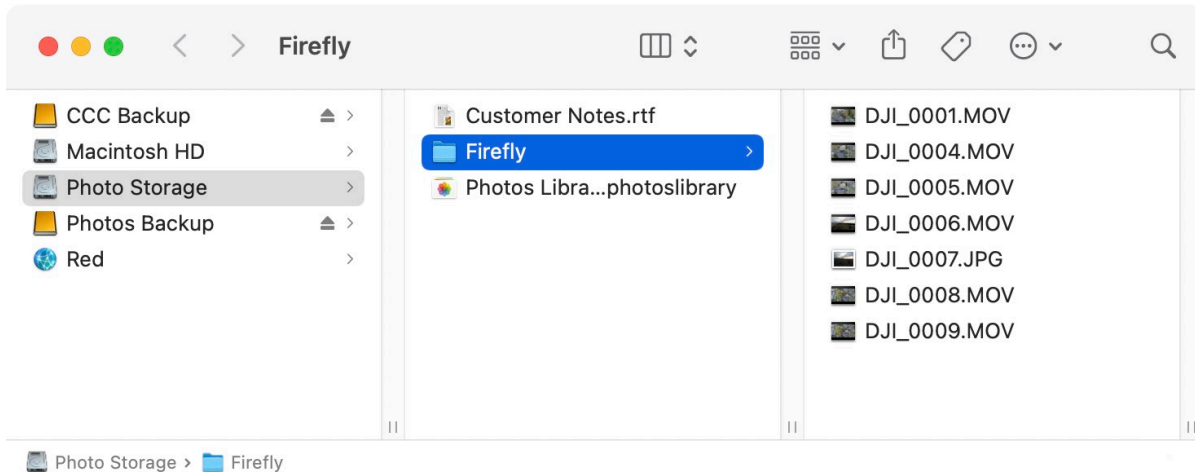 Firefly
CCC Backup
Macintosh HD
Photo Storage
Photos Backup
Red
Customer Notes.rtf
Firefly
Photos Libra...photoslibrary
DJI_0001.MOV
DJI_0004.MOV
DJI_0005.MOV
DJI_0006.MOV
DJI_0007.JPG
DJI_0008.MOV
DJI_0009.MOV
Photo Storage › Firefly